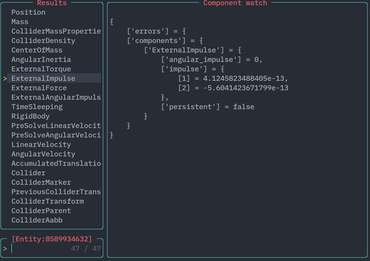 Results
Position
Mass
ColliderMassPropertie
ColliderDensity
CenterOfMass
AngularInertia
ExternalTorque
> ExternalImpulse
ExternalForce
ExternalAngularImpuls
TimeSleeping
RigidBody
PreSolveLinearVelocit
PreSolveAngularVeloci
LinearVelocity
AngularVelocity
AccumulatedTranslatio
Collider
ColliderMarker
PreviousColliderTrans
ColliderTransform
ColliderParent
ColliderAabb
[Entity:8589934632]
> 47 / 47
Component watch
{
['errors'] = {
['components'] = {
['ExternalImpulse'] = {
['angular_impulse'] = 0,
['impulse'] = {
[1] = 4.1245823488405e-13,
[2] = -5.6041423671799e-13
},
['persistent'] = false
}
}
}